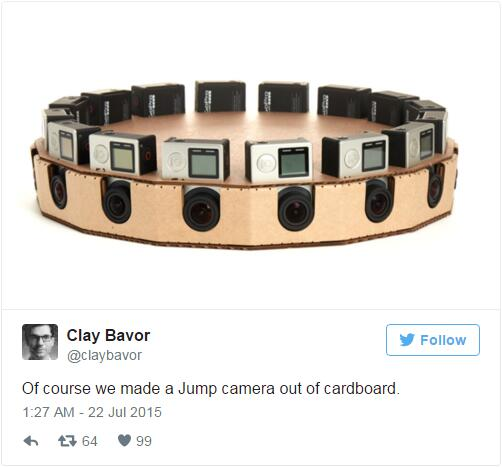 Clay Bavor
@claybavor
Follow
Of course we made a Jump camera out of cardboard.
1:27 AM - 22 Jul 2015
64 99